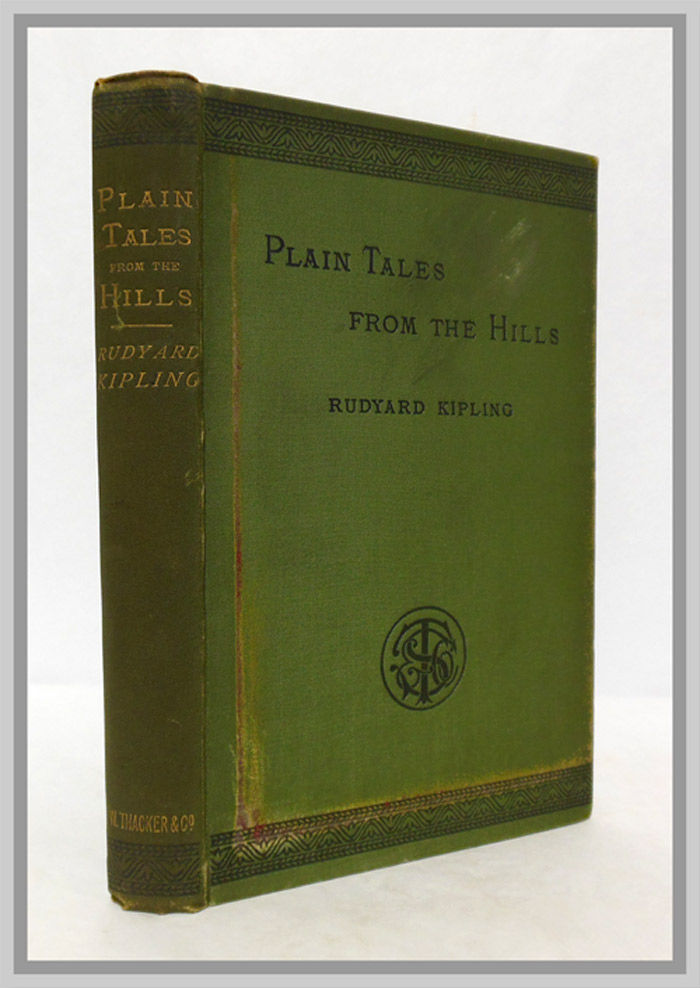 PLAIN
TALES
FROM THE
HILLS
RUDYARD
KIPLING
W. THACKER & Co
PLAIN TALES
FROM THE HILLS
RUDYARD KIPLING